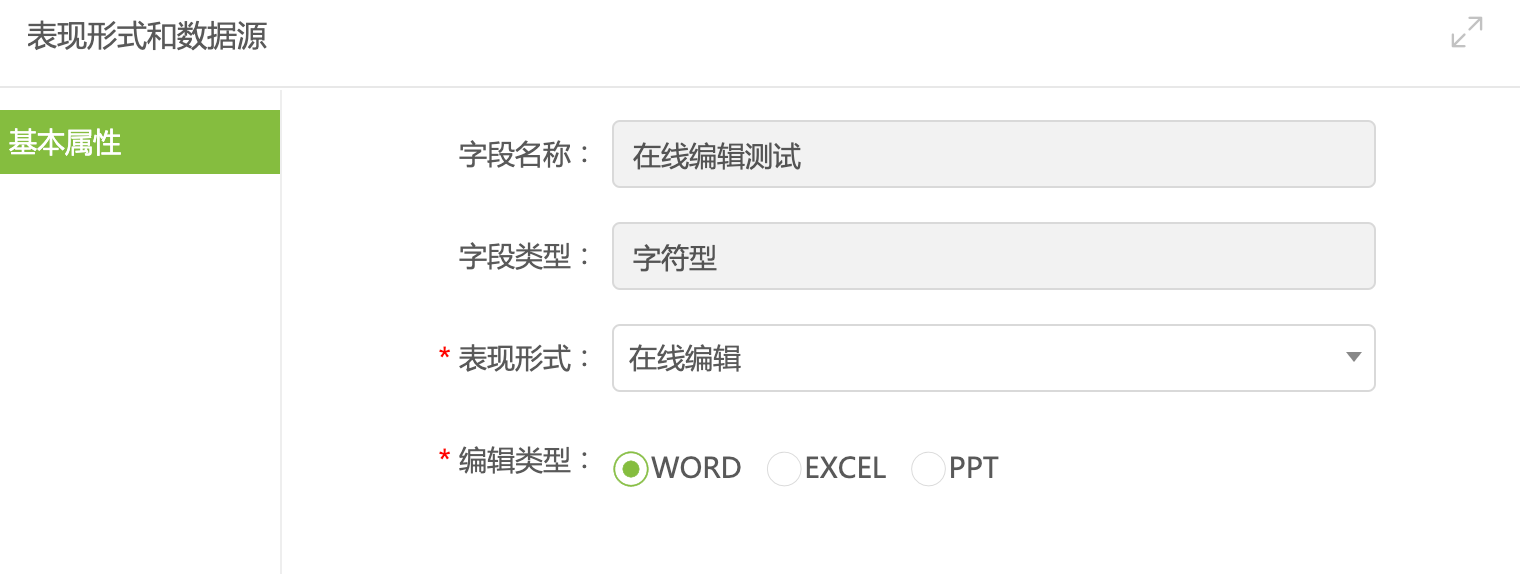 表现形式和数据源
基本属性
字段名称：
在线编辑测试
字段类型：
字符型
* 表现形式：
在线编辑
* 编辑类型：
WORD EXCEL PPT